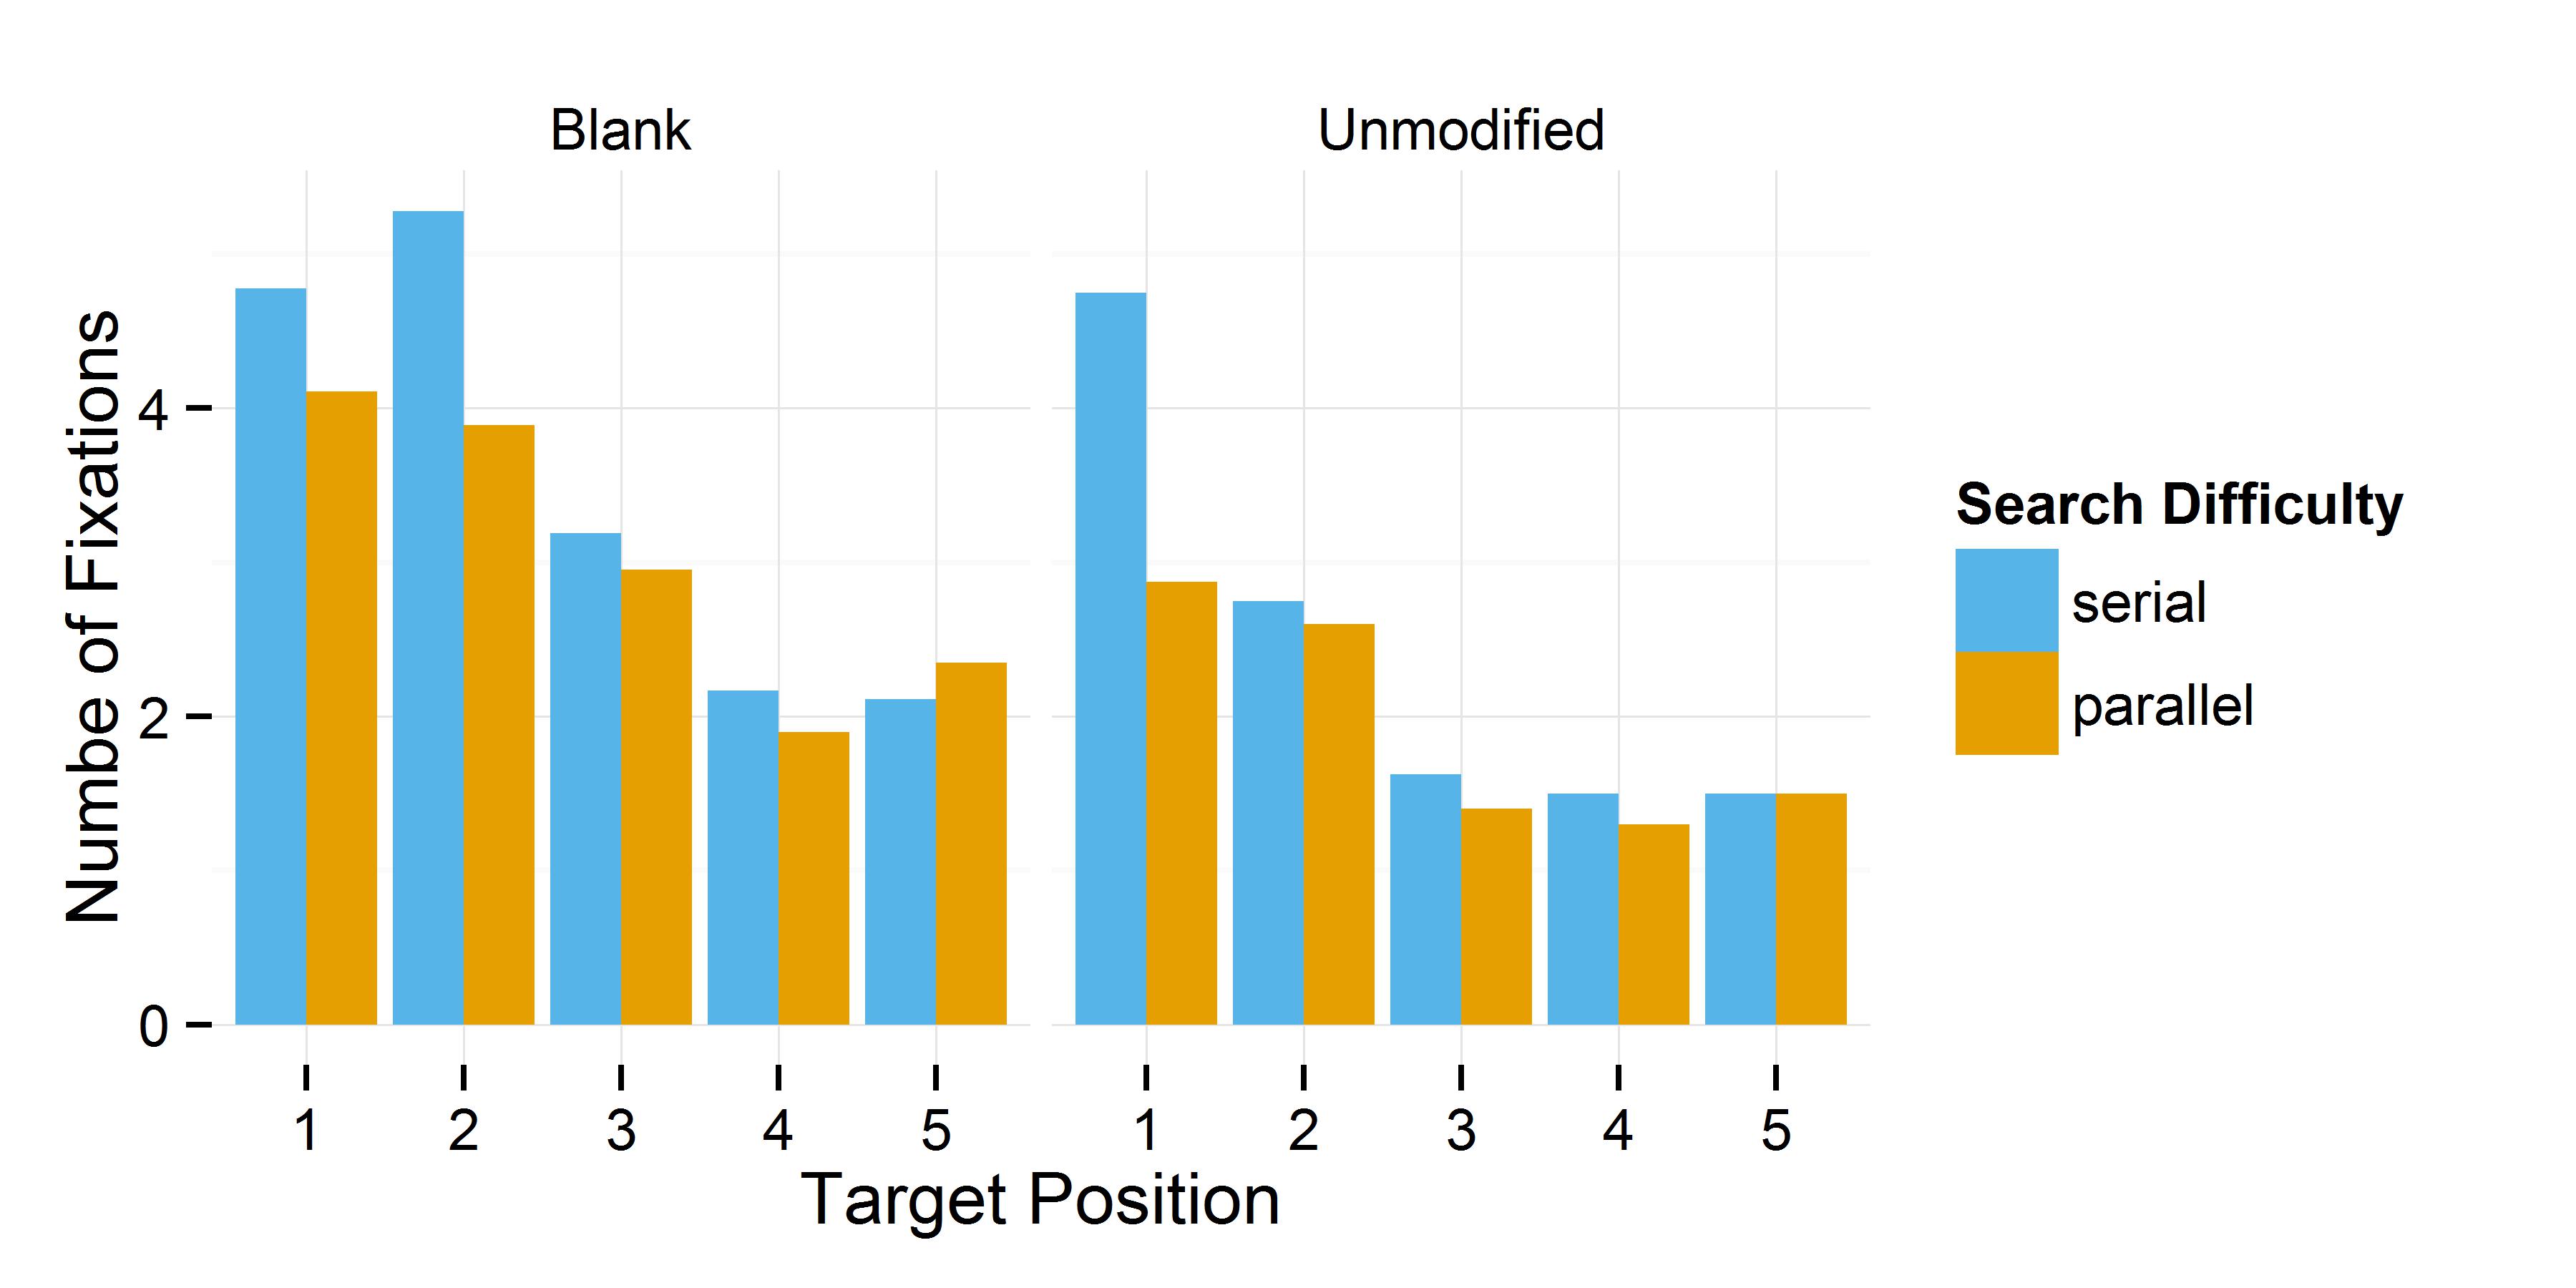 Blank
Unmodified
Numbe of Fixations
4
2
0
1 2 3 4 5
1 2 3 4 5
Target Position
Search Difficulty
serial
parallel